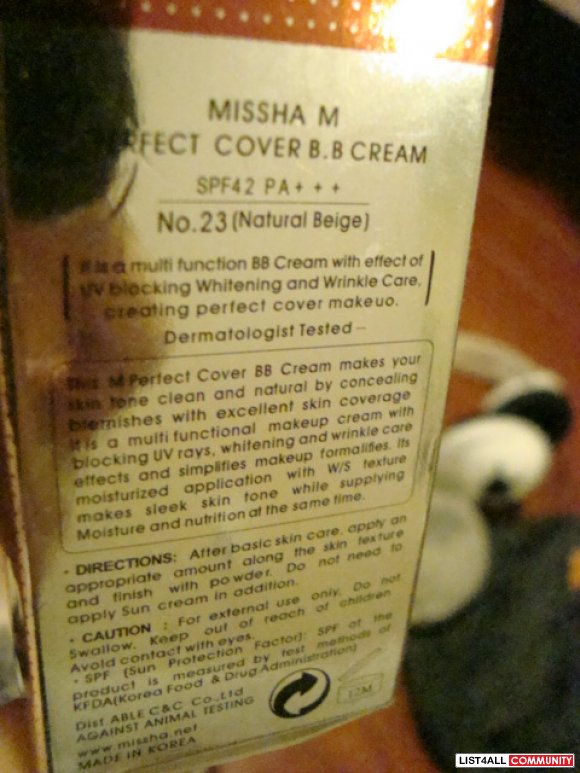 MISSHA M
PERFECT COVER B.B CREAM
SPF42 PA+++
No.23 (Natural Beige)
It is a multi function BB Cream with effect of
UV blocking Whitening and Wrinkle Care,
creating perfect cover makeuo.
Dermatologist Tested –
This M Perfect Cover BB Cream makes your
skin tone clean and natural by concealing
blemishes with excellent skin coverage
It is a multi functional makeup cream with
blocking UV rays, whitening and wrinkle care
effects and simplifies makeup formalifies. Its
moisturized application with W/S texture
makes sleek skin tone while supplying
Moisture and nutrition at the same time.
• DIRECTIONS: After basic skin care, apply an
appropriate amount along the skin texture
and finish with powder. Do not need to
apply Sun cream in addition.
• CAUTION : For external use only. Do not
Swallow. Keep out of reach of children
Avoid contact with eyes.
• SPF (Sun Protection Factor): SPF of the
product is measured by test methods of
KFDA(Korea Food & Drug Administration)
Dist. ABLE C&C Co.,Ltd
AGAINST ANIMAL TESTING
www.missha.net
MADE IN KOREA
12M
LIST4ALL COMMUNITY